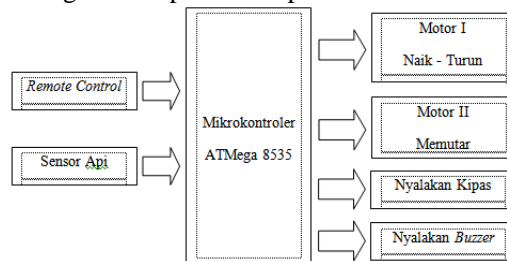 Remote Control
Sensor Api
Mikrokontroler
ATMega 8535
Motor I
Naik - Turun
Motor II
Memutar
Nyalakan Kipas
Nyalakan Buzzer